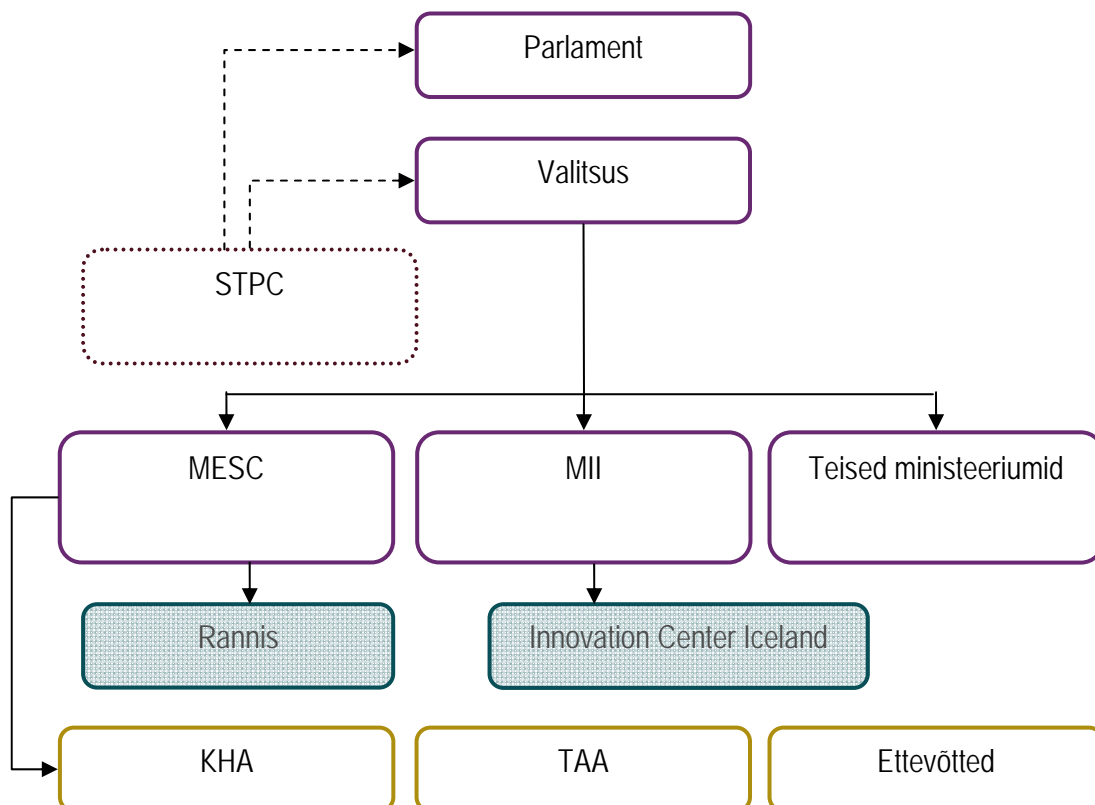 Parlament
Valitsus
STPC
MESC
MII
Teised ministeeriumid
Rannis
Innovation Center Iceland
KHA
TAA
Ettevõtted